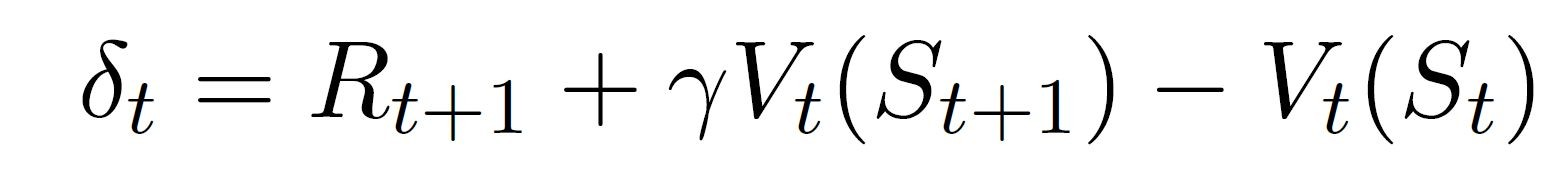 δ_t = R_{t+1} + γV_t(S_{t+1}) − V_t(S_t)